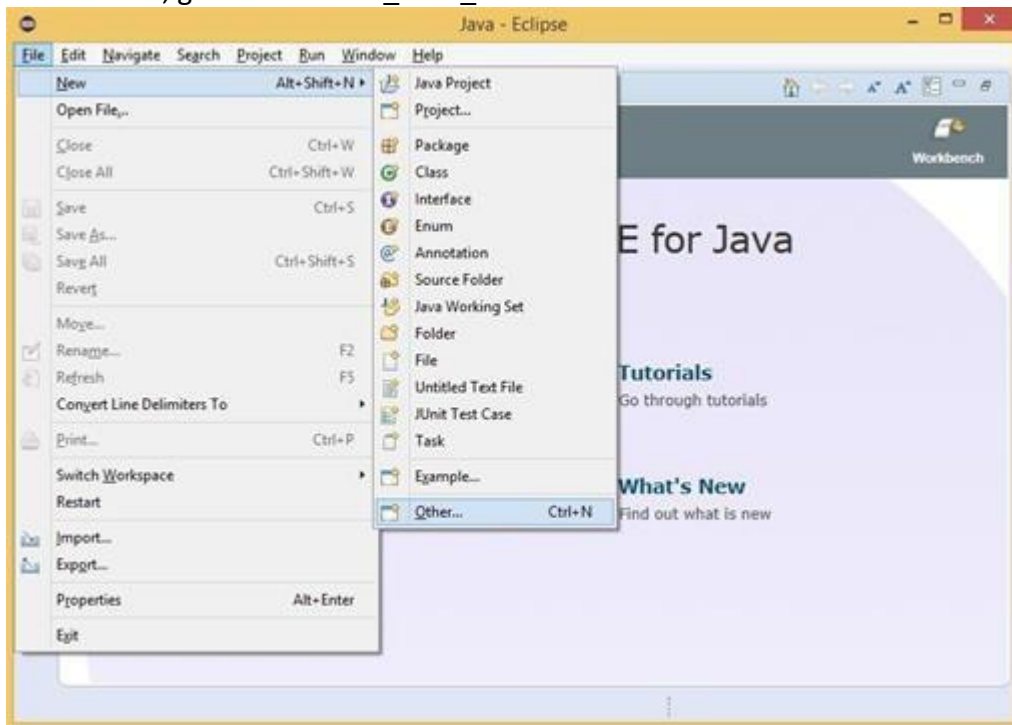 Java - Eclipse
File Edit Navigate Search Project Run Window Help
New Alt+Shift+N
Open File...
Close Ctrl+W
Close All Ctrl+Shift+W
Save Ctrl+S
Save As...
Save All Ctrl+Shift+S
Revert
Move...
Rename... F2
Refresh F5
Convert Line Delimiters To
Print... Ctrl+P
Switch Workspace
Restart
Import...
Export...
Properties Alt+Enter
Exit
Java Project
Project...
Package
Class
Interface
Enum
Annotation
Source Folder
Java Working Set
Folder
File
Untitled Text File
JUnit Test Case
Task
Example...
Other... Ctrl+N
Workbench
E for Java
Tutorials
Go through tutorials
What's New
Find out what is new